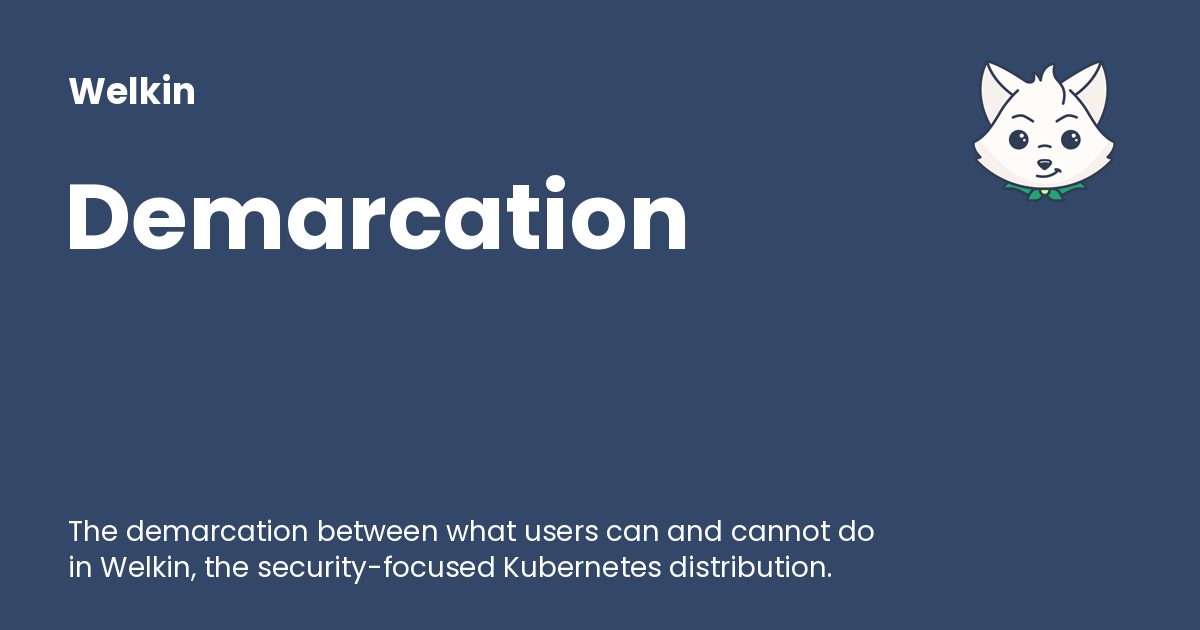 Welkin
Demarcation
The demarcation between what users can and cannot do
in Welkin, the security-focused Kubernetes distribution.